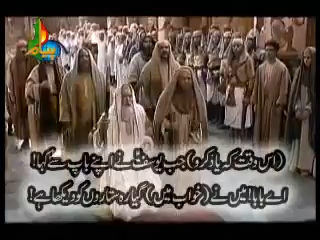 (اس وقت کو یاد کرو) جب یوسفؑ نے اپنے باپ سے کہا!
اے بابا! میں نے (خواب میں) گیارہ ستاروں کو دیکھا ہے!